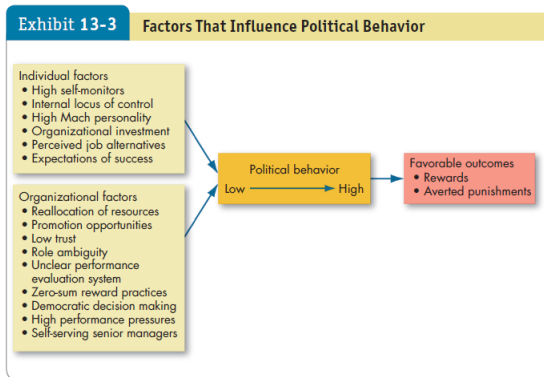 Exhibit 13-3 Factors That Influence Political Behavior
Individual factors
• High self-monitors
• Internal locus of control
• High Mach personality
• Organizational investment
• Perceived job alternatives
• Expectations of success
Organizational factors
• Reallocation of resources
• Promotion opportunities
• Low trust
• Role ambiguity
• Unclear performance
evaluation system
• Zero-sum reward practices
• Democratic decision making
• High performance pressures
• Self-serving senior managers
Political behavior
Low High
Favorable outcomes
• Rewards
• Averted punishments